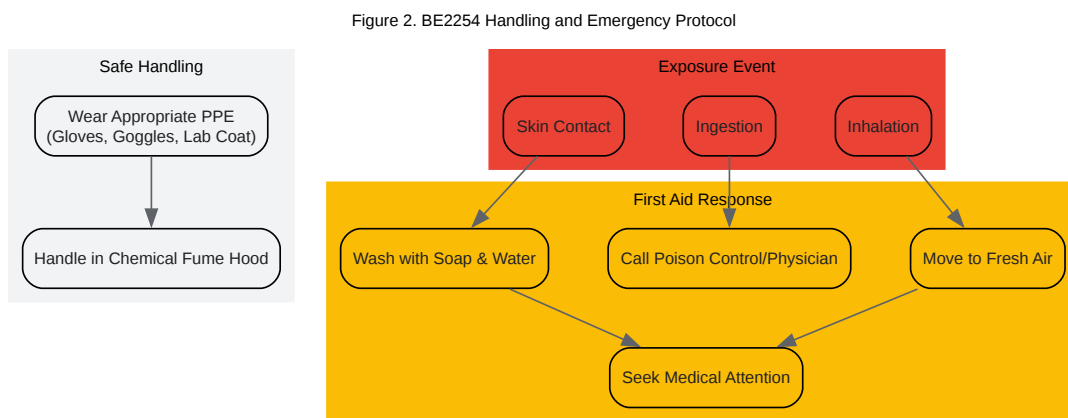 Figure 2. BE2254 Handling and Emergency Protocol
Safe Handling
Wear Appropriate PPE
(Gloves, Goggles, Lab Coat)
Handle in Chemical Fume Hood
Exposure Event
Skin Contact
Ingestion
Inhalation
First Aid Response
Wash with Soap & Water
Call Poison Control/Physician
Move to Fresh Air
Seek Medical Attention